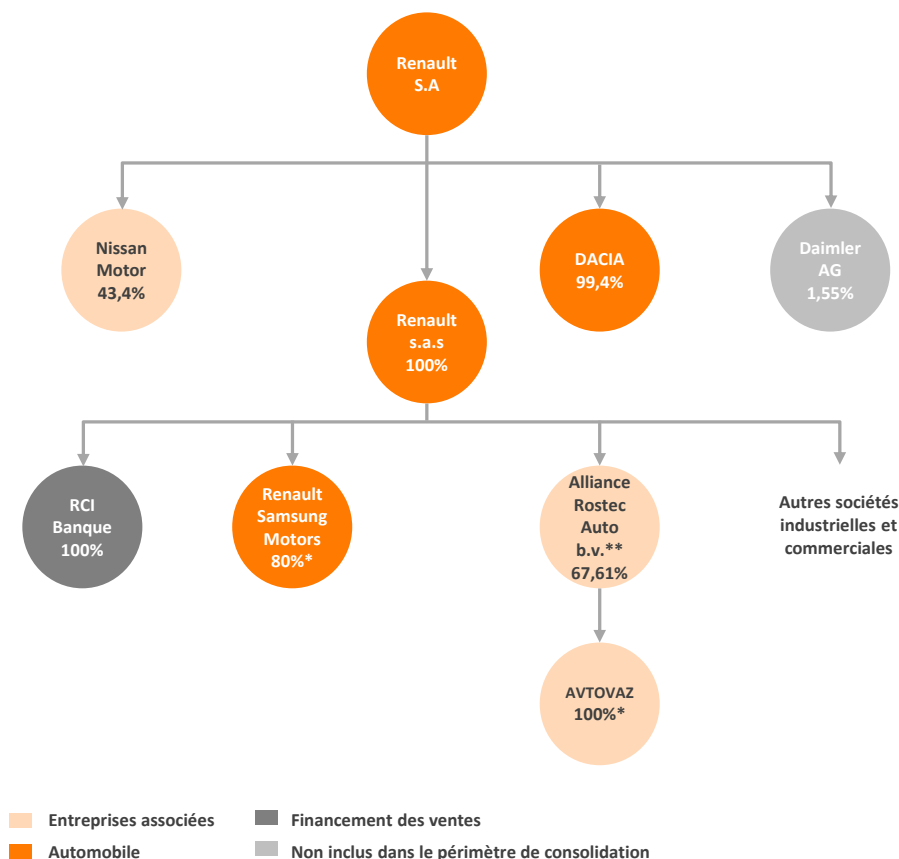 Renault
S.A
Nissan
Motor
43,4%
DACIA
99,4%
Daimler
AG
1,55%
Renault
s.a.s
100%
RCI
Banque
100%
Renault
Samsung
Motors
80%*
Alliance
Rostec
Auto
b.v.**
67,61%
Autres sociétés
industrielles et
commerciales
AVTOVAZ
100%*
Entreprises associées
Financement des ventes
Automobile
Non inclus dans le périmètre de consolidation